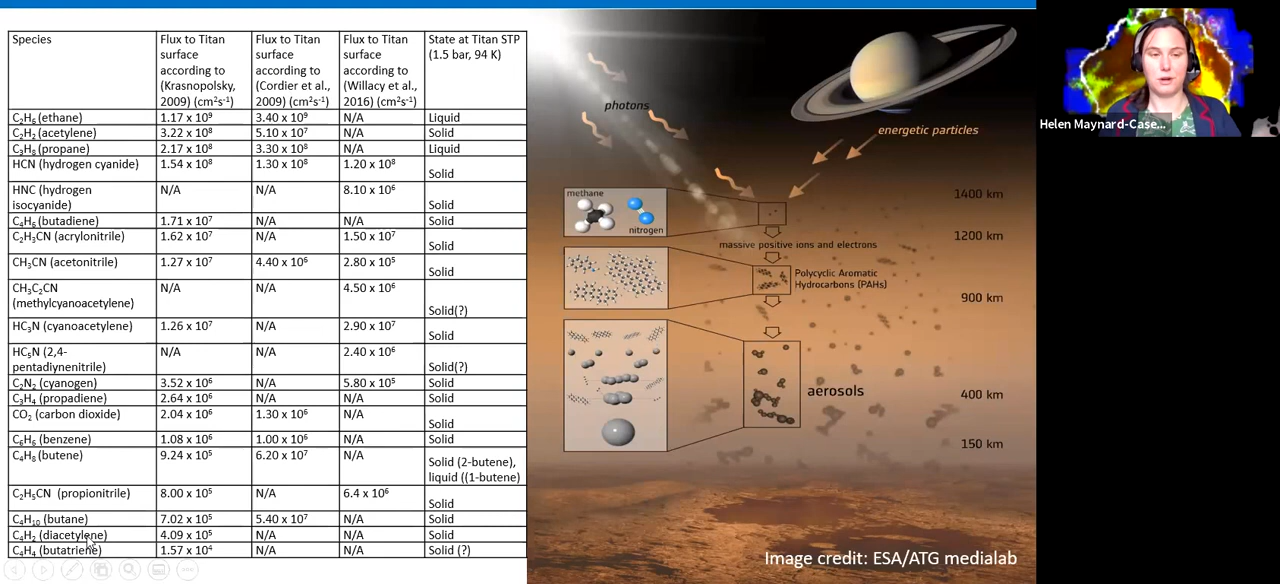 Species Flux to Titan surface according to (Krasnopolsky, 2009) (cm²s⁻¹) Flux to Titan surface according to (Cordier et al., 2009) (cm²s⁻¹) Flux to Titan surface according to (Willacy et al., 2016) (cm²s⁻¹) State at Titan STP (1.5 bar, 94 K)
C₂H₆ (ethane) 1.17 x 10⁹ 3.40 x 10⁹ N/A Liquid
C₂H₂ (acetylene) 3.22 x 10⁸ 5.10 x 10⁷ N/A Solid
C₃H₈ (propane) 2.17 x 10⁸ 3.30 x 10⁸ N/A Liquid
HCN (hydrogen cyanide) 1.54 x 10⁸ 1.30 x 10⁸ 1.20 x 10⁸ Solid
HNC (hydrogen isocyanide) N/A N/A 8.10 x 10⁶ Solid
C₄H₆ (butadiene) 1.71 x 10⁷ N/A N/A Solid
C₂H₃CN (acrylonitrile) 1.62 x 10⁷ N/A 1.50 x 10⁷ Solid
CH₃CN (acetonitrile) 1.27 x 10⁷ 4.40 x 10⁶ 2.80 x 10⁵ Solid
CH₃C₂CN (methylcyanoacetylene) N/A N/A 4.50 x 10⁶ Solid(?)
HC₃N (cyanoacetylene) 1.26 x 10⁷ N/A 2.90 x 10⁷ Solid
HC₅N (2,4-pentadiynenitrile) N/A N/A 2.40 x 10⁶ Solid(?)
C₂N₂ (cyanogen) 3.52 x 10⁶ N/A 5.80 x 10⁵ Solid
C₃H₄ (propadiene) 2.64 x 10⁶ N/A N/A Solid
CO₂ (carbon dioxide) 2.04 x 10⁶ 1.30 x 10⁶ N/A Solid
C₆H₆ (benzene) 1.08 x 10⁶ 1.00 x 10⁶ N/A Solid
C₄H₈ (butene) 9.24 x 10⁵ 6.20 x 10⁷ N/A Solid (2-butene), liquid ((1-butene)
C₂H₅CN (propionitrile) 8.00 x 10⁵ N/A 6.4 x 10⁶ Solid
C₄H₁₀ (butane) 7.02 x 10⁵ 5.40 x 10⁷ N/A Solid
C₄H₂ (diacetylene) 4.09 x 10⁵ N/A N/A Solid
C₄H₄ (butatriene) 1.57 x 10⁴ N/A N/A Solid (?)
photons
energetic particles
methane
nitrogen
1400 km
1200 km
massive positive ions and electrons
Polycyclic Aromatic
Hydrocarbons (PAHs)
900 km
aerosols
400 km
150 km
Image credit: ESA/ATG medialab
Helen Maynard-Case...